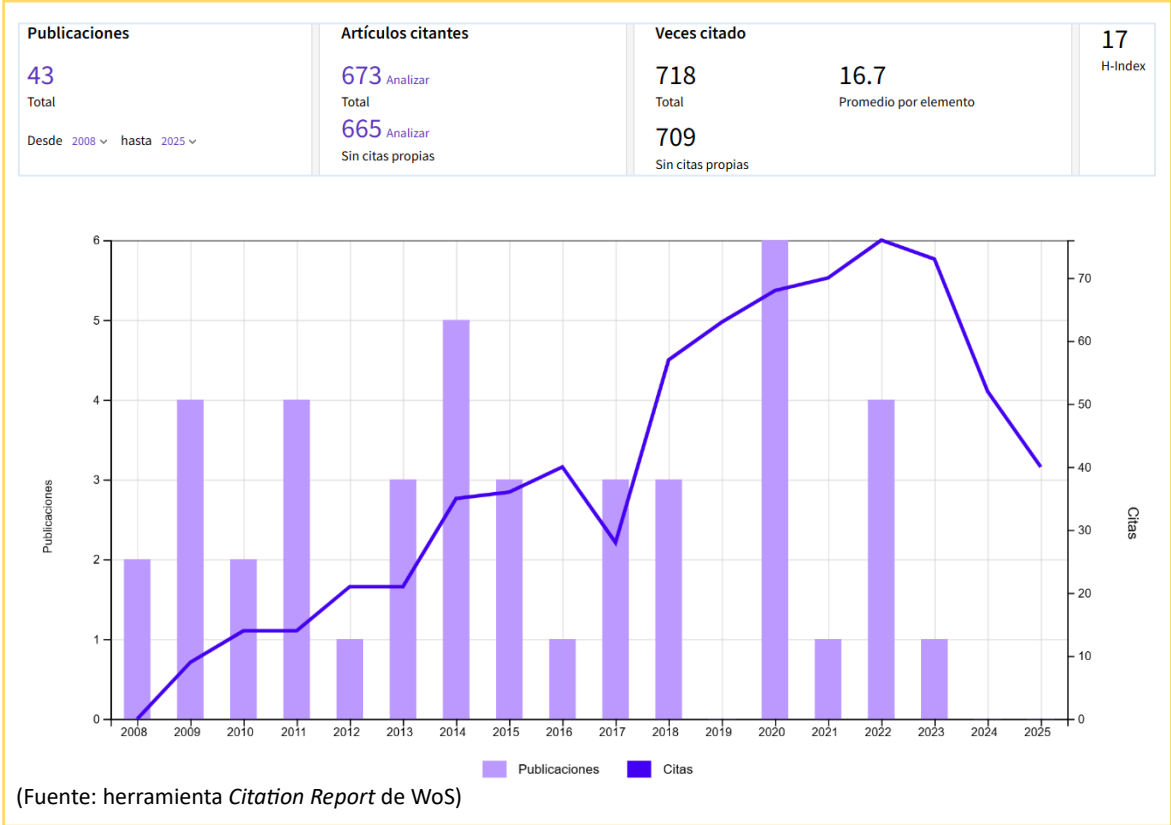 Publicaciones
43
Total
Desde 2008 hasta 2025
Artículos citantes
673 Analizar
Total
665 Analizar
Sin citas propias
Veces citado
718
Total
16.7
Promedio por elemento
709
Sin citas propias
17
H-Index
6
5
4
3
2
1
0
Publicaciones
70
60
50
40
30
20
10
0
Citas
2008 2009 2010 2011 2012 2013 2014 2015 2016 2017 2018 2019 2020 2021 2022 2023 2024 2025
Publicaciones Citas
(Fuente: herramienta Citation Report de WoS)